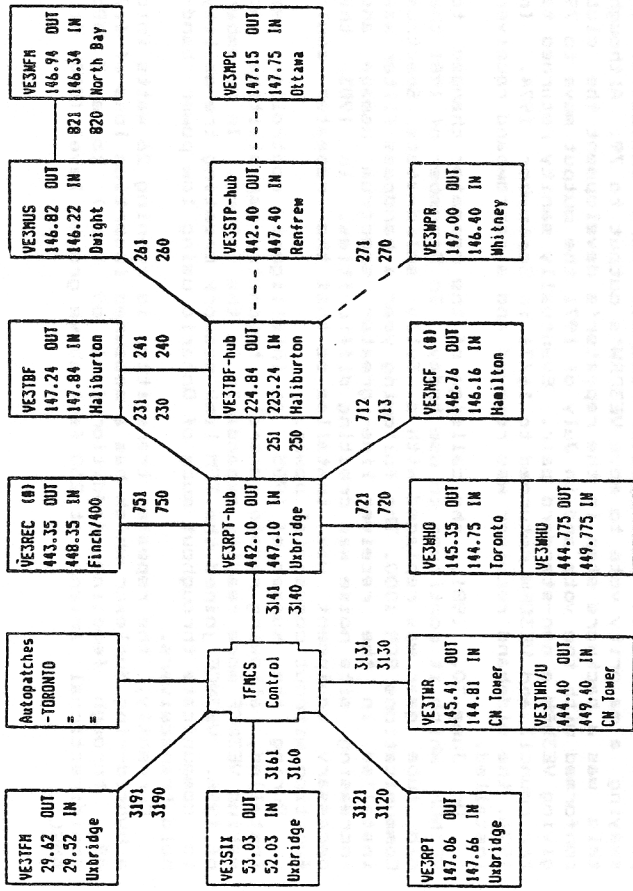 VE3TFM
29.62 OUT
29.52 IN
Uxbridge
3191
3190
Autopatches
-TORONTO
=
=
VE3REC (#)
443.35 OUT
448.35 IN
Finch/400
751
750
VE3TBF
147.24 OUT
147.84 IN
Haliburton
231
230
241
240
VE3MUS
146.82 OUT
146.22 IN
Dwight
261
260
VE3NFM
146.94 OUT
146.34 IN
North Bay
821
820
VE3SIX
53.03 OUT
52.03 IN
Uxbridge
3161
3160
TFMCS
Control
3141
3140
VE3RPT-hub
442.10 OUT
447.10 IN
Uxbridge
251
250
VE3TBF-hub
224.84 OUT
223.24 IN
Haliburton
VE3STP-hub
442.40 OUT
447.40 IN
Renfrew
VE3MPC
147.15 OUT
147.75 IN
Ottawa
3121
3120
VE3RPT
147.06 OUT
147.66 IN
Uxbridge
3131
3130
VE3TWR
145.41 OUT
144.81 IN
CN Tower
VE3TWR/U
444.40 OUT
449.40 IN
CN Tower
721
720
VE3WHO
145.35 OUT
144.75 IN
Toronto
VE3WHU
444.775 OUT
449.775 IN
712
713
VE3NCF (#)
146.76 OUT
146.16 IN
Hamilton
271
270
VE3WPR
147.00 OUT
146.40 IN
Whitney